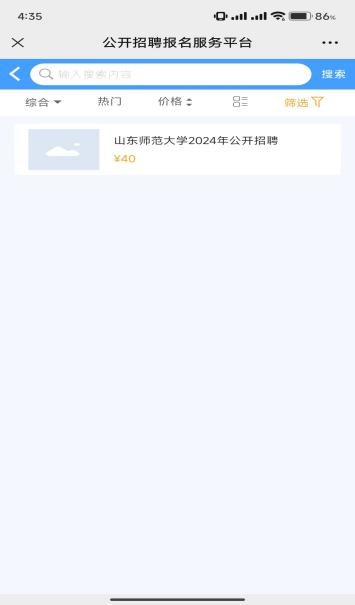 4:35
86%
公开招聘报名服务平台
输入搜索内容
搜索
综合
热门
价格
筛选
山东师范大学2024年公开招聘
¥40